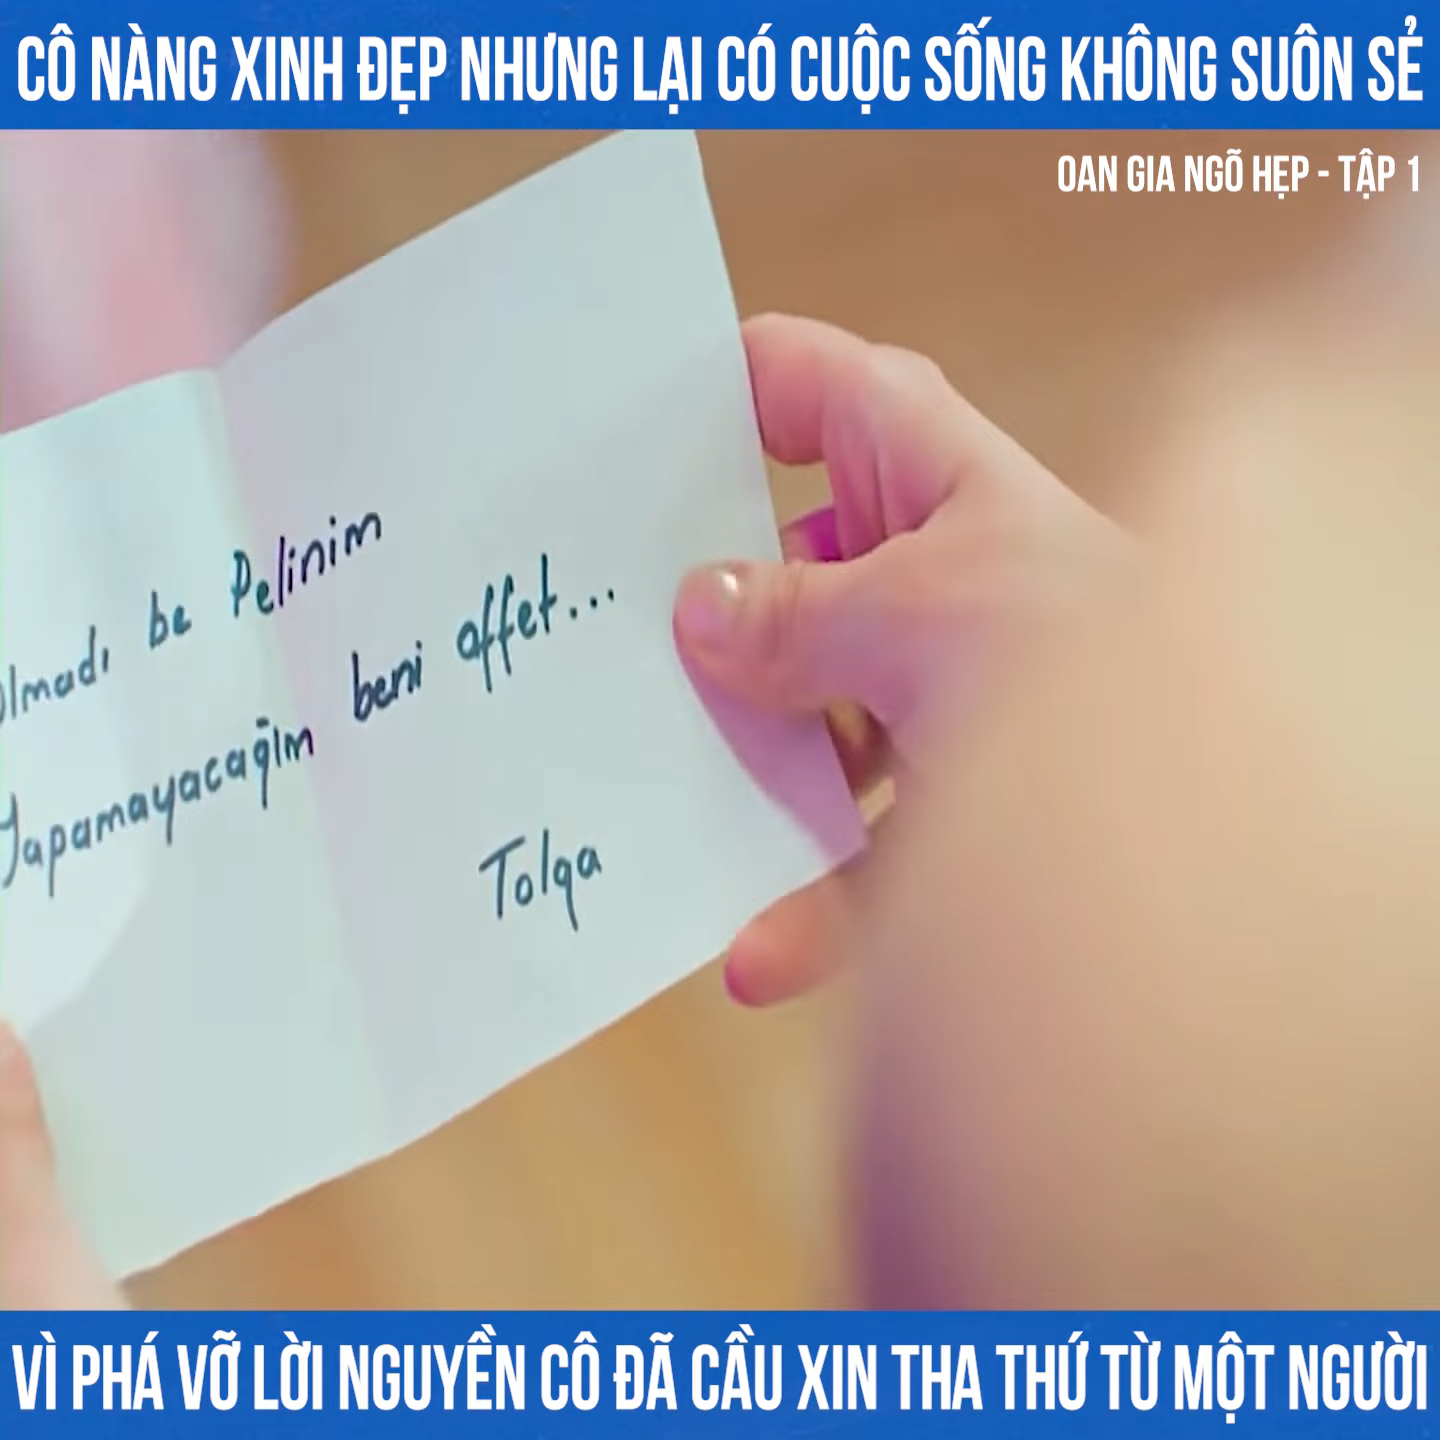 CÔ NÀNG XINH ĐẸP NHƯNG LẠI CÓ CUỘC SỐNG KHÔNG SUÔN SẺ
OAN GIA NGÕ HẸP - TẬP 1
olmadı be Pelinim
Yapamayacağım beni affet...
Tolga
VÌ PHÁ VỠ LỜI NGUYỀN CÔ ĐÃ CẦU XIN THA THỨ TỪ MỘT NGƯỜI